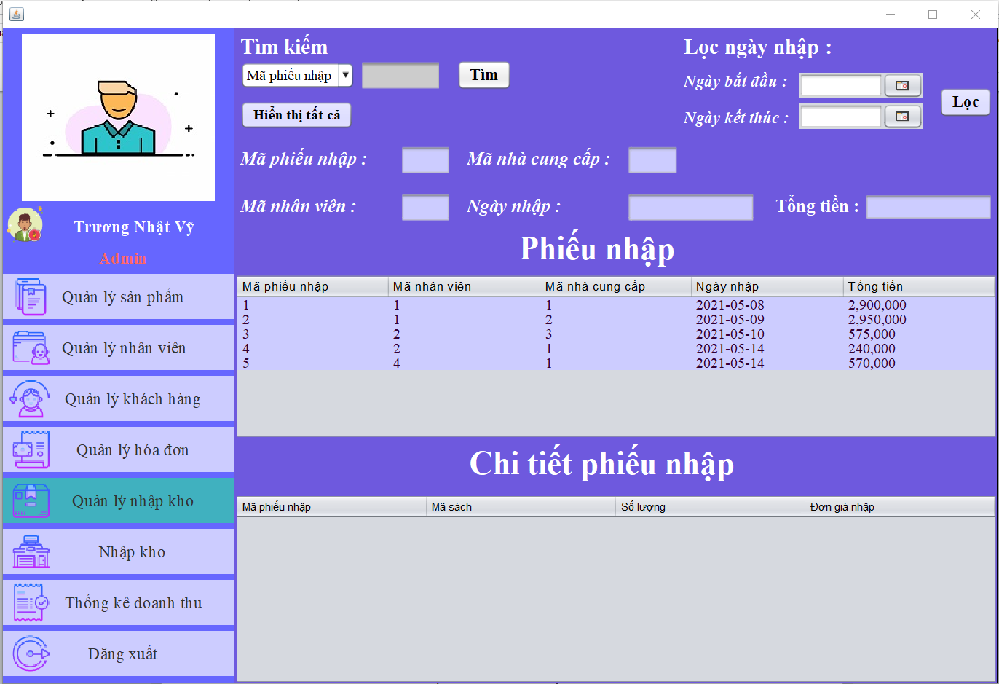 Trương Nhật Vỹ
Admin
Quản lý sản phẩm
Quản lý nhân viên
Quản lý khách hàng
Quản lý hóa đơn
Quản lý nhập kho
Nhập kho
Thống kê doanh thu
Đăng xuất
Tìm kiếm
Mã phiếu nhập
Tìm
Hiển thị tất cả
Lọc ngày nhập :
Ngày bắt đầu :
Ngày kết thúc :
Lọc
Mã phiếu nhập :
Mã nhà cung cấp :
Mã nhân viên :
Ngày nhập :
Tổng tiền :
Phiếu nhập
Mã phiếu nhập Mã nhân viên Mã nhà cung cấp Ngày nhập Tổng tiền
1 1 1 2021-05-08 2,900,000
2 1 2 2021-05-09 2,950,000
3 2 3 2021-05-10 575,000
4 2 1 2021-05-14 240,000
5 4 1 2021-05-14 570,000
Chi tiết phiếu nhập
Mã phiếu nhập Mã sách Số lượng Đơn giá nhập